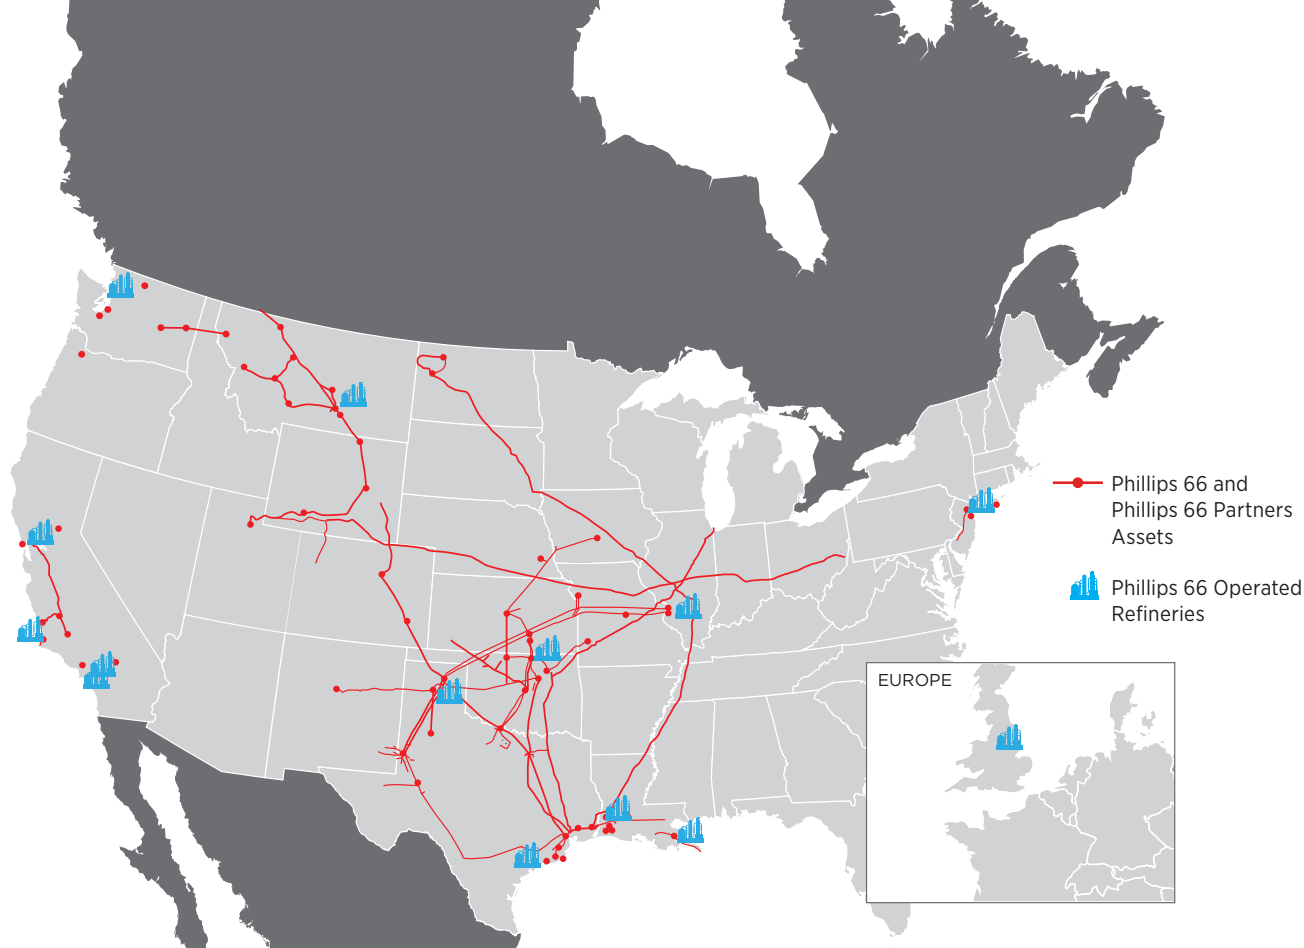 Phillips 66 and
Phillips 66 Partners
Assets
Phillips 66 Operated
Refineries
EUROPE